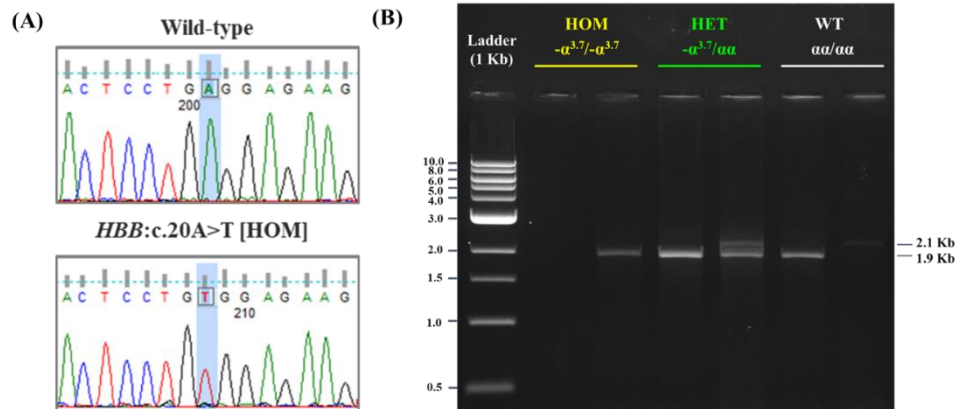 (A)
Wild-type
A C T C C T G A G G A G A A G
200
HBB:c.20A>T [HOM]
A C T C C T G T G G A G A A G
210
(B)
Ladder
(1 Kb)
HOM
-α³·⁷/-α³·⁷
HET
-α³·⁷/αα
WT
αα/αα
10.0
8.0
6.0
5.0
4.0
3.0
2.0
1.5
1.0
0.5
2.1 Kb
1.9 Kb